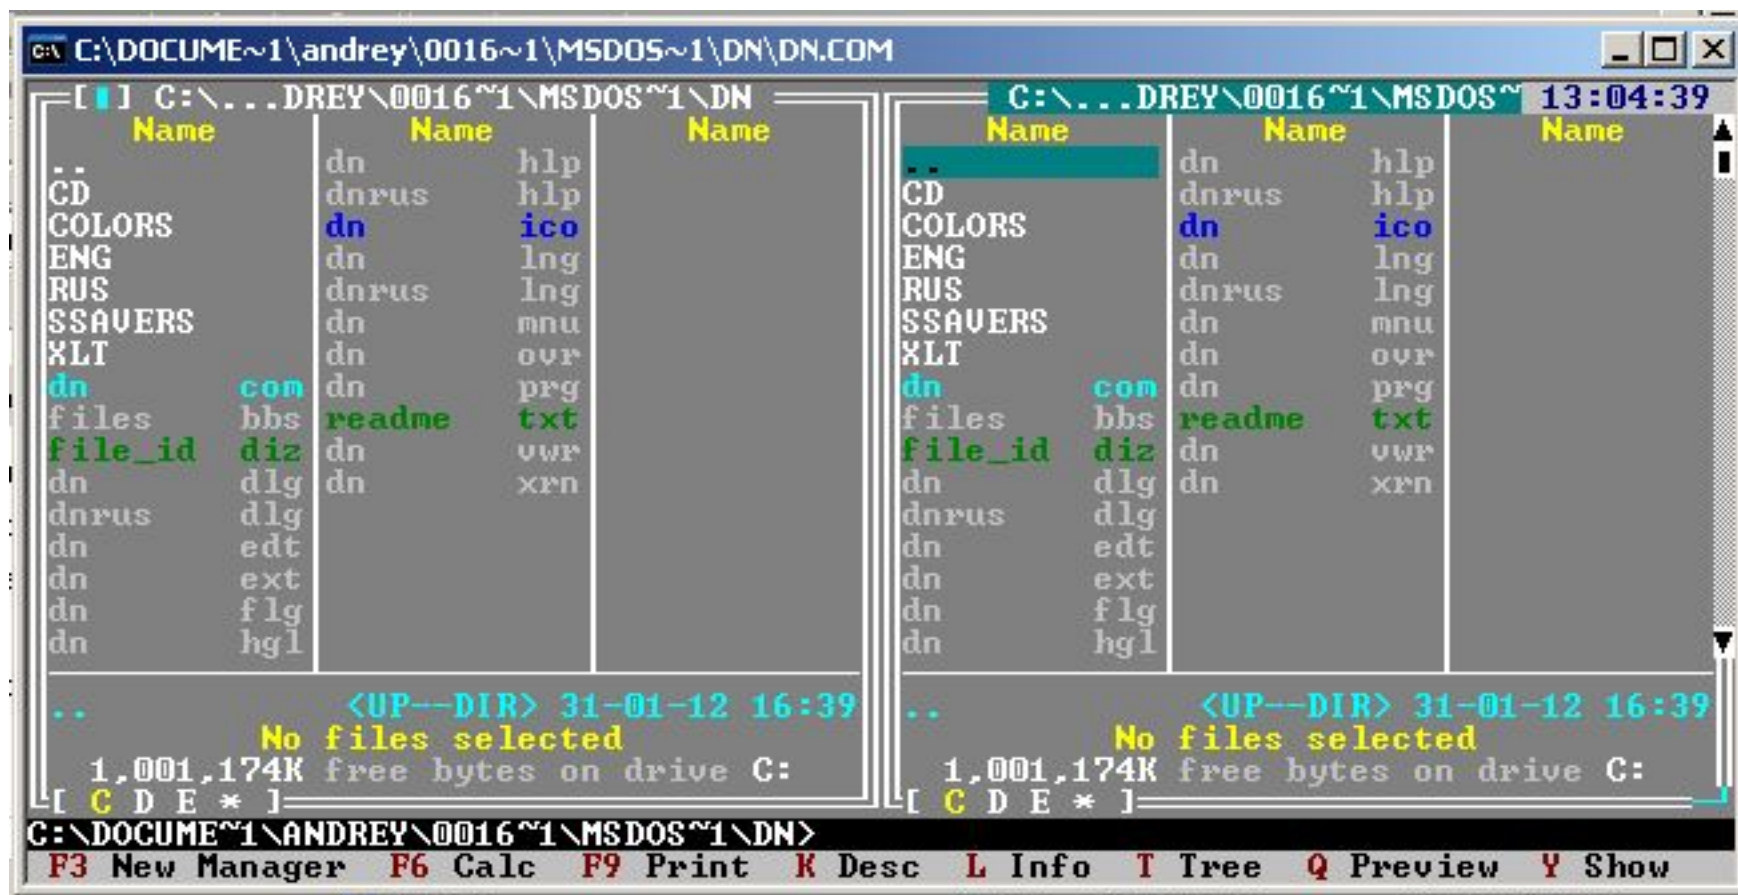 C:\DOCUME~1\andrey\0016~1\MSDOS~1\DN\DN.COM
[▮] C:\...DREY\0016~1\MSDOS~1\DN
Name Name Name
.. dn hlp
CD dnrus hlp
COLORS dn ico
ENG dn lng
RUS dnrus lng
SSAVERS dn mnu
XLT dn ovr
dn com dn prg
files bbs readme txt
file_id diz dn vwr
dn dlg dn xrn
dnrus dlg
dn edt
dn ext
dn flg
dn hgl
.. <UP--DIR> 31-01-12 16:39
No files selected
1,001,174K free bytes on drive C:
[ C D E * ]
C:\...DREY\0016~1\MSDOS~ 13:04:39
Name Name Name
.. dn hlp
CD dnrus hlp
COLORS dn ico
ENG dn lng
RUS dnrus lng
SSAVERS dn mnu
XLT dn ovr
dn com dn prg
files bbs readme txt
file_id diz dn vwr
dn dlg dn xrn
dnrus dlg
dn edt
dn ext
dn flg
dn hgl
.. <UP--DIR> 31-01-12 16:39
No files selected
1,001,174K free bytes on drive C:
[ C D E * ]
C:\DOCUME~1\ANDREY\0016~1\MSDOS~1\DN>
F3 New Manager F6 Calc F9 Print K Desc L Info T Tree Q Preview Y Show